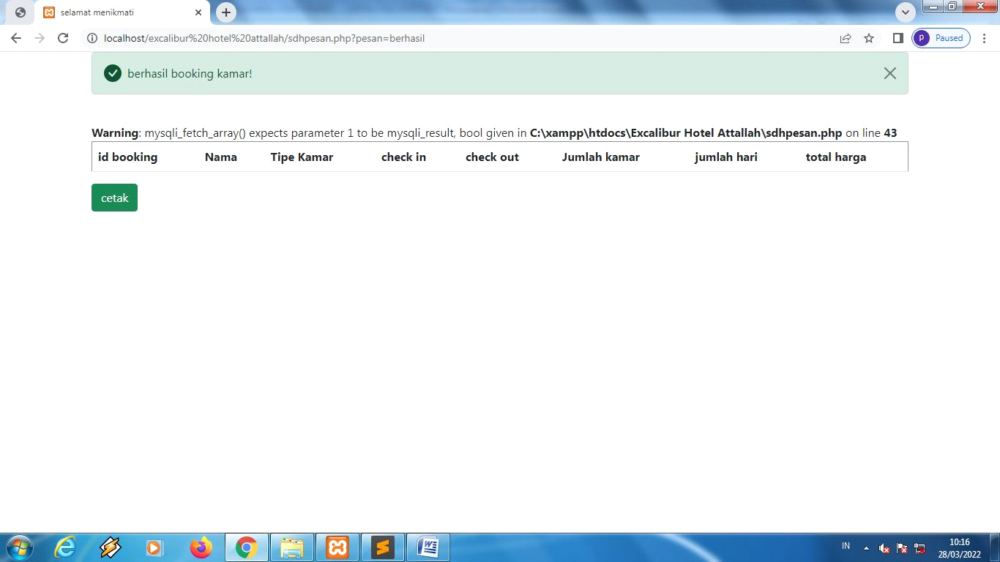 selamat menikmati
localhost/excalibur%20hotel%20attallah/sdhpesan.php?pesan=berhasil
p Paused
berhasil booking kamar!
Warning: mysqli_fetch_array() expects parameter 1 to be mysqli_result, bool given in C:\xampp\htdocs\Excalibur Hotel Attallah\sdhpesan.php on line 43
id booking Nama Tipe Kamar check in check out Jumlah kamar jumlah hari total harga
cetak
IN
10:16
28/03/2022